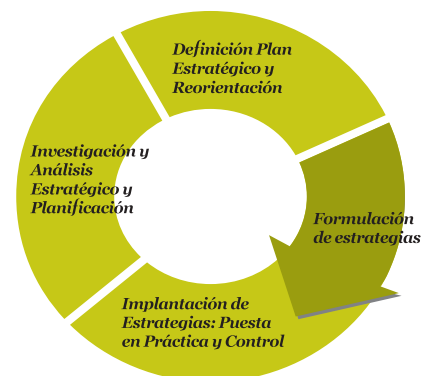 Definición Plan
Estratégico y
Reorientación
Formulación
de estrategias
Implantación de
Estrategias: Puesta
en Práctica y Control
Investigación y
Análisis
Estratégico y
Planificación